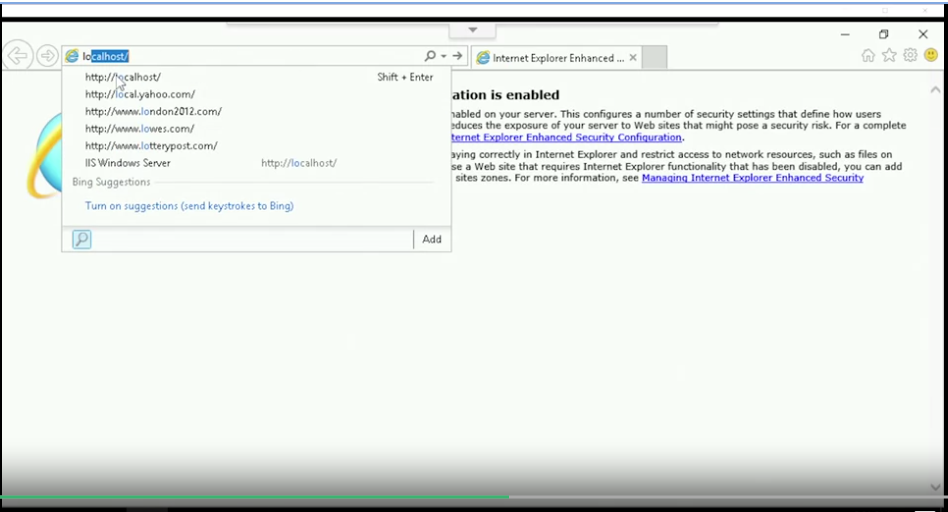 localhost/
Internet Explorer Enhanced ...
http://localhost/ Shift + Enter
http://local.yahoo.com/
http://www.london2012.com/
http://www.lowes.com/
http://www.lotterypost.com/
IIS Windows Server http://localhost/
Bing Suggestions
Turn on suggestions (send keystrokes to Bing)
Add
ation is enabled
nabled on your server. This configures a number of security settings that define how users
educes the exposure of your server to Web sites that might pose a security risk. For a complete
ternet Explorer Enhanced Security Configuration.
aying correctly in Internet Explorer and restrict access to network resources, such as files on
se a Web site that requires Internet Explorer functionality that has been disabled, you can add
sites zones. For more information, see Managing Internet Explorer Enhanced Security